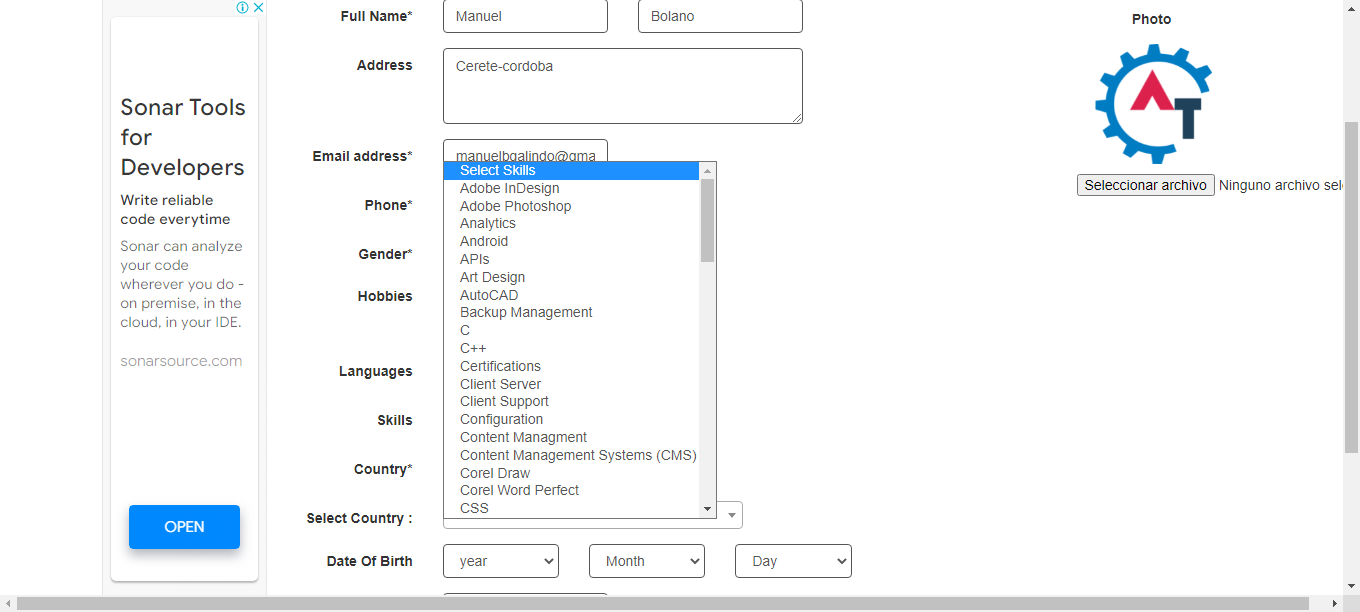 Sonar Tools
for
Developers
Write reliable
code everytime
Sonar can analyze
your code
wherever you do -
on premise, in the
cloud, in your IDE.
sonarsource.com
OPEN
Full Name*
Manuel
Bolano
Address
Cerete-cordoba
Email address*
manuelbgalindo@gma
Phone*
Gender*
Hobbies
Languages
Skills
Select Skills
Adobe InDesign
Adobe Photoshop
Analytics
Android
APIs
Art Design
AutoCAD
Backup Management
C
C++
Certifications
Client Server
Client Support
Configuration
Content Managment
Content Management Systems (CMS)
Corel Draw
Corel Word Perfect
CSS
Country*
Select Country :
Date Of Birth
year
Month
Day
Photo
AT
Seleccionar archivo Ninguno archivo sel